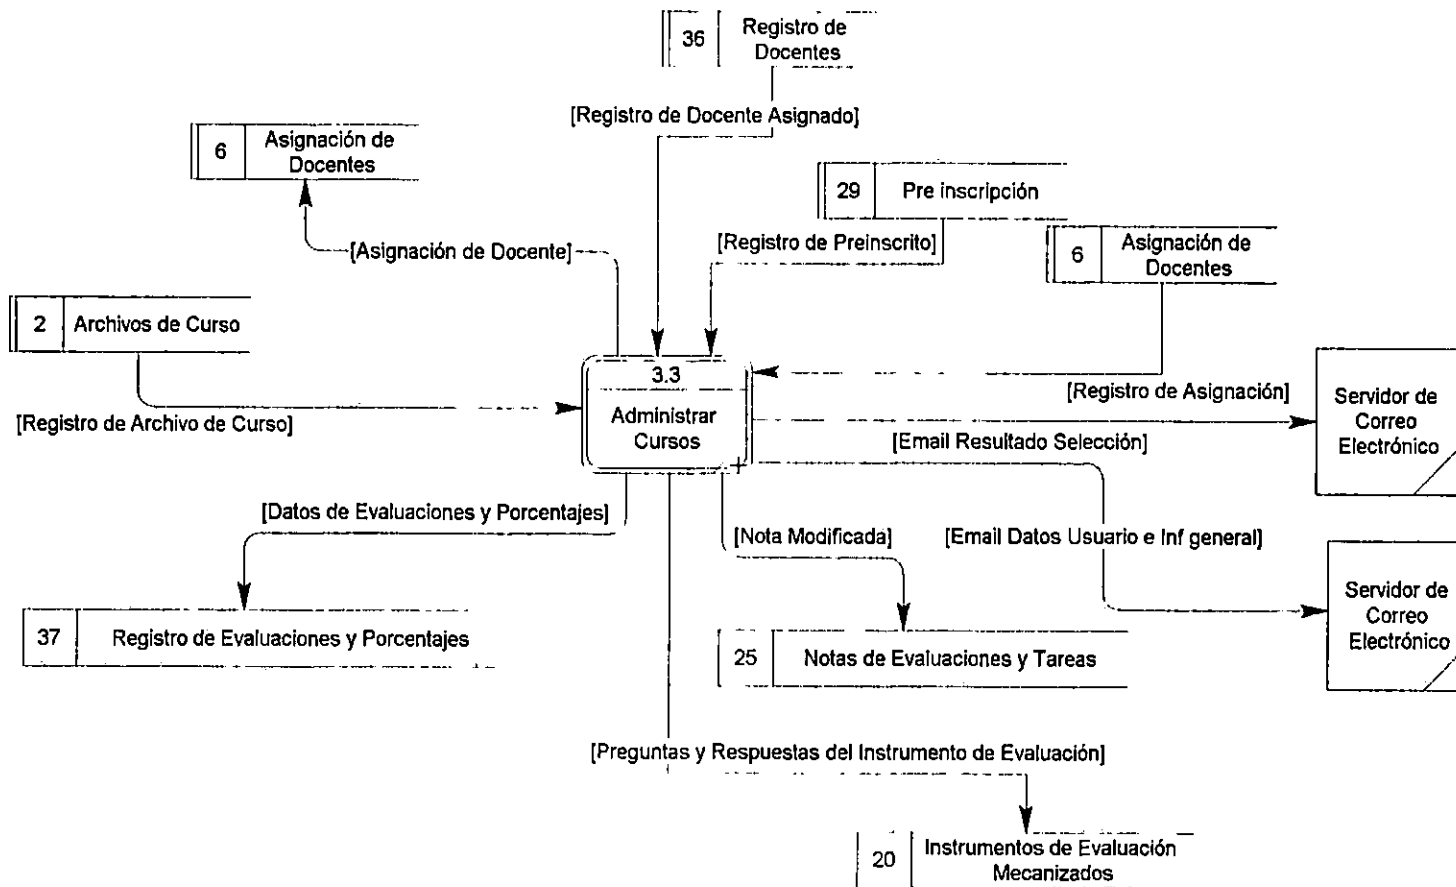 36
Registro de
Docentes
[Registro de Docente Asignado]
6
Asignación de
Docentes
29
Pre inscripción
[Asignación de Docente]
[Registro de Preinscrito]
6
Asignación de
Docentes
2
Archivos de Curso
3.3
Administrar
Cursos
[Registro de Archivo de Curso]
[Registro de Asignación]
Servidor de
Correo
Electrónico
[Email Resultado Selección]
[Datos de Evaluaciones y Porcentajes]
[Nota Modificada]
[Email Datos Usuario e Inf general]
Servidor de
Correo
Electrónico
37
Registro de Evaluaciones y Porcentajes
25
Notas de Evaluaciones y Tareas
[Preguntas y Respuestas del Instrumento de Evaluación]
20
Instrumentos de Evaluación
Mecanizados